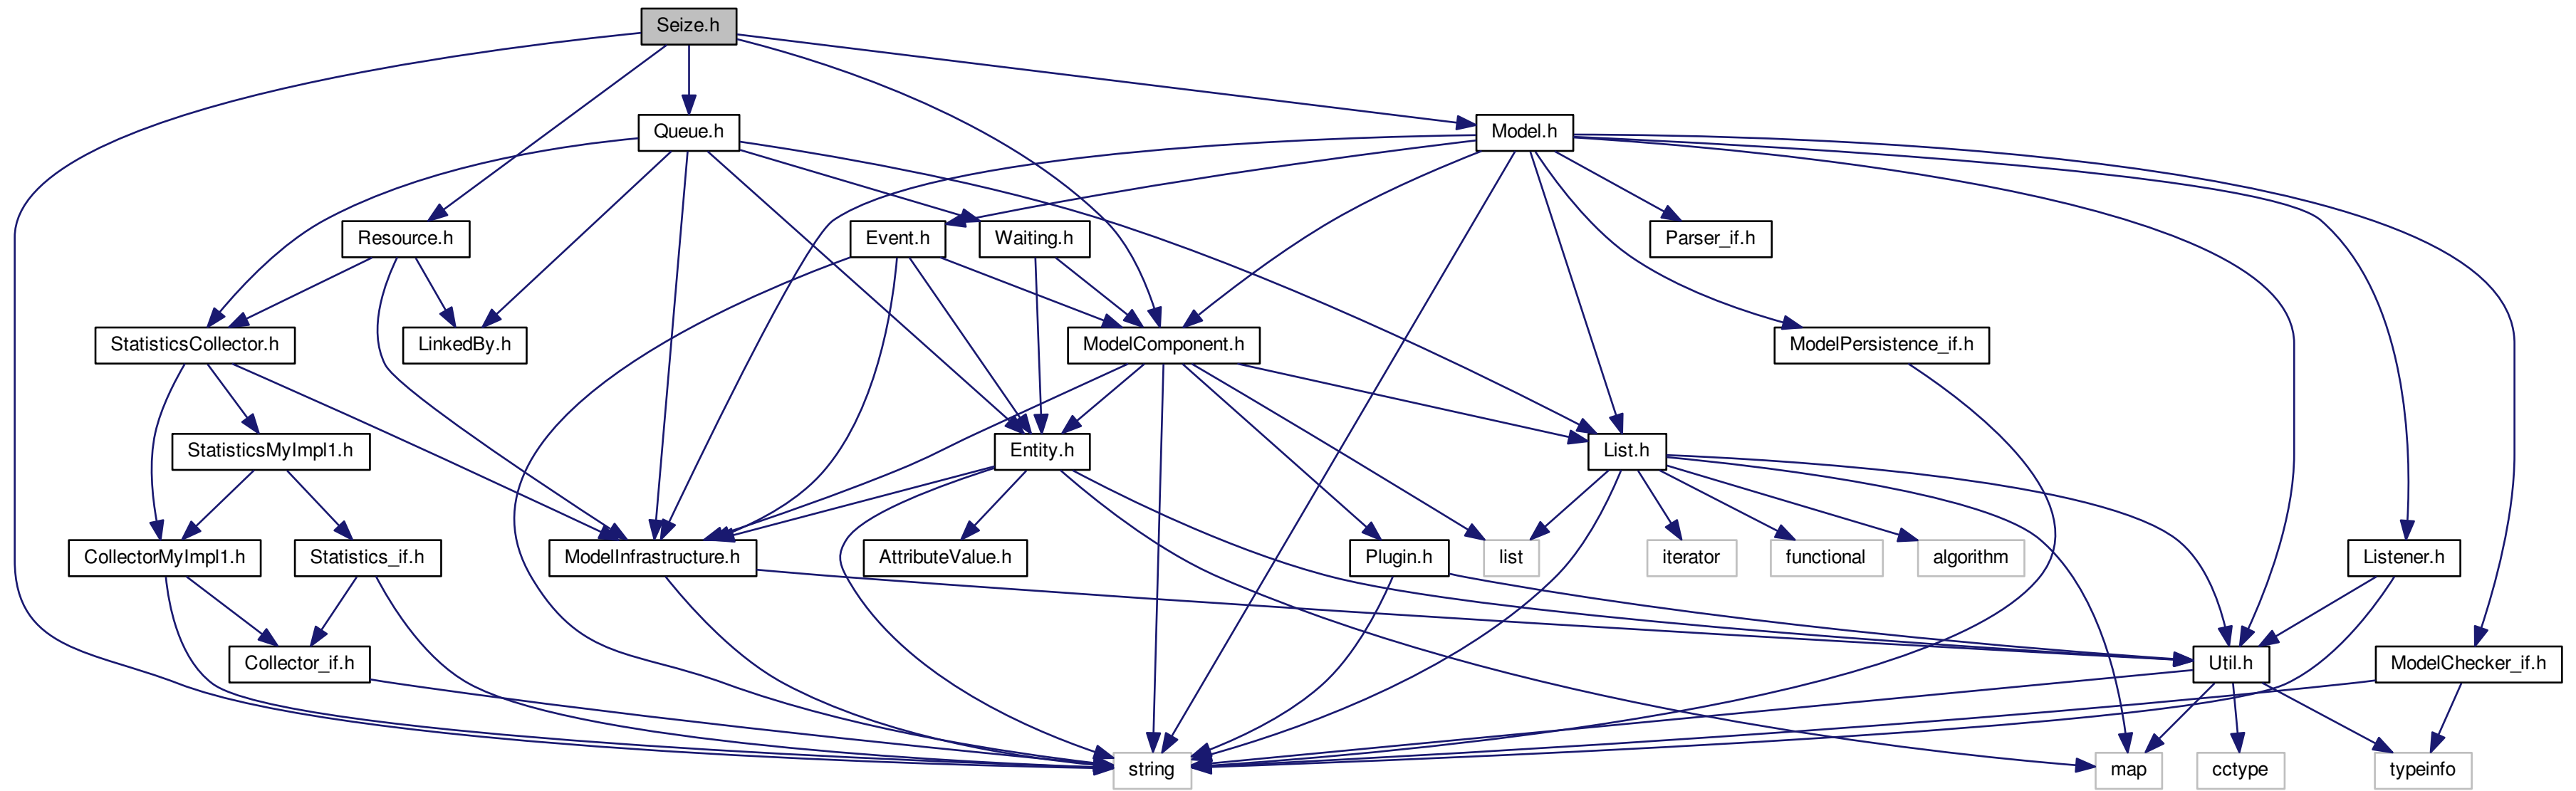 Seize.h
Queue.h
Model.h
Resource.h
Event.h
Waiting.h
Parser_if.h
StatisticsCollector.h
LinkedBy.h
ModelComponent.h
ModelPersistence_if.h
StatisticsMyImpl1.h
Entity.h
List.h
CollectorMyImpl1.h
Statistics_if.h
ModelInfrastructure.h
AttributeValue.h
Plugin.h
list
iterator
functional
algorithm
Listener.h
Collector_if.h
Util.h
ModelChecker_if.h
string
map
cctype
typeinfo